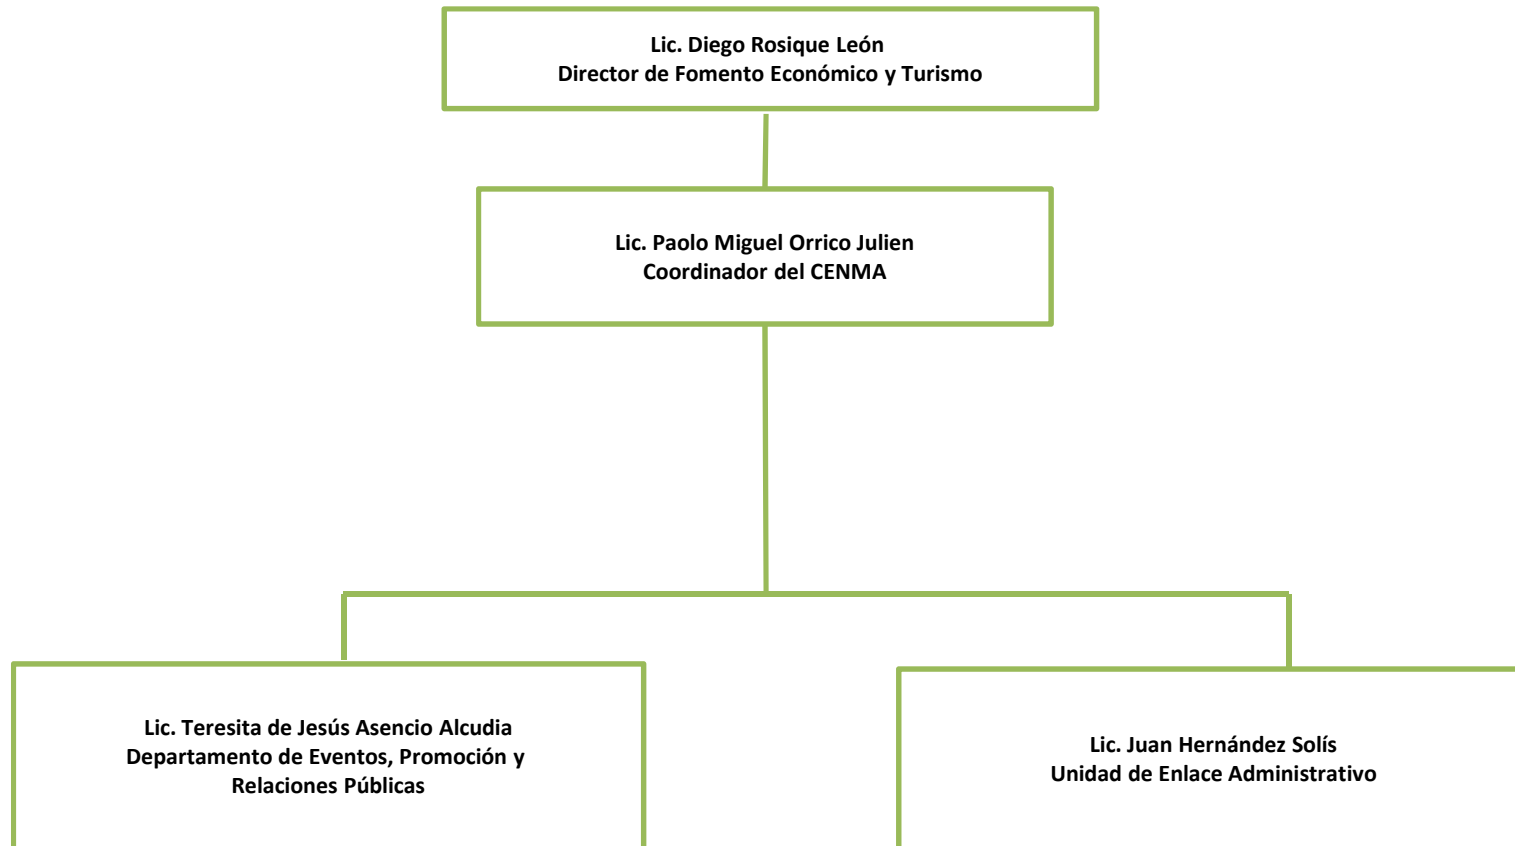 Lic. Diego Rosique León
Director de Fomento Económico y Turismo
Lic. Paolo Miguel Orrico Julien
Coordinador del CENMA
Lic. Teresita de Jesús Asencio Alcudia
Departamento de Eventos, Promoción y
Relaciones Públicas
Lic. Juan Hernández Solís
Unidad de Enlace Administrativo